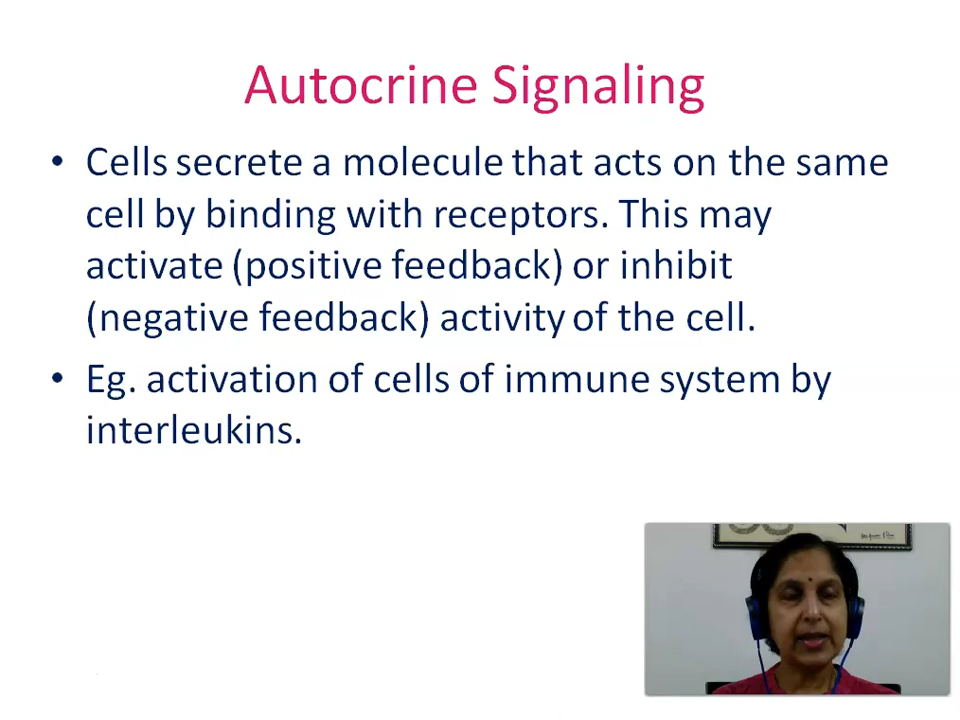 Autocrine Signaling
• Cells secrete a molecule that acts on the same
cell by binding with receptors. This may
activate (positive feedback) or inhibit
(negative feedback) activity of the cell.
• Eg. activation of cells of immune system by
interleukins.